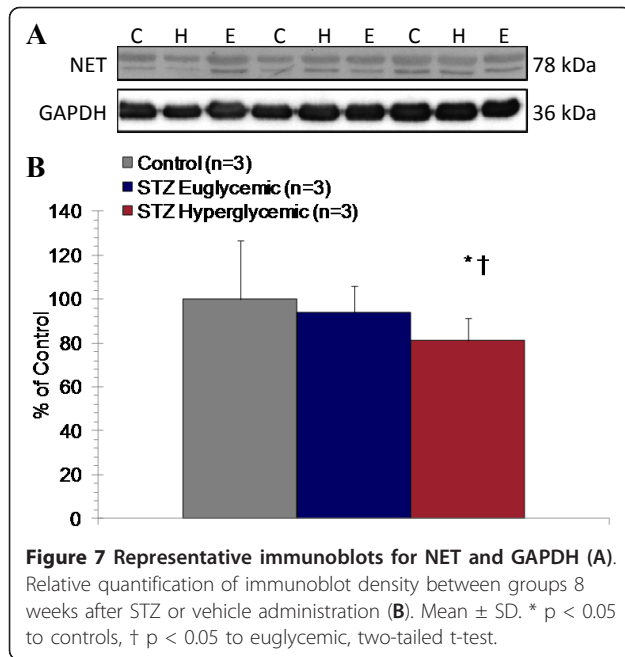 A
C H E C H E C H E
NET 78 kDa
GAPDH 36 kDa
B
Control (n=3)
STZ Euglycemic (n=3)
STZ Hyperglycemic (n=3)
140
120
* †
100
80
60
40
20
0
% of Control
Figure 7 Representative immunoblots for NET and GAPDH (A).
Relative quantification of immunoblot density between groups 8
weeks after STZ or vehicle administration (B). Mean ± SD. * p < 0.05
to controls, † p < 0.05 to euglycemic, two-tailed t-test.